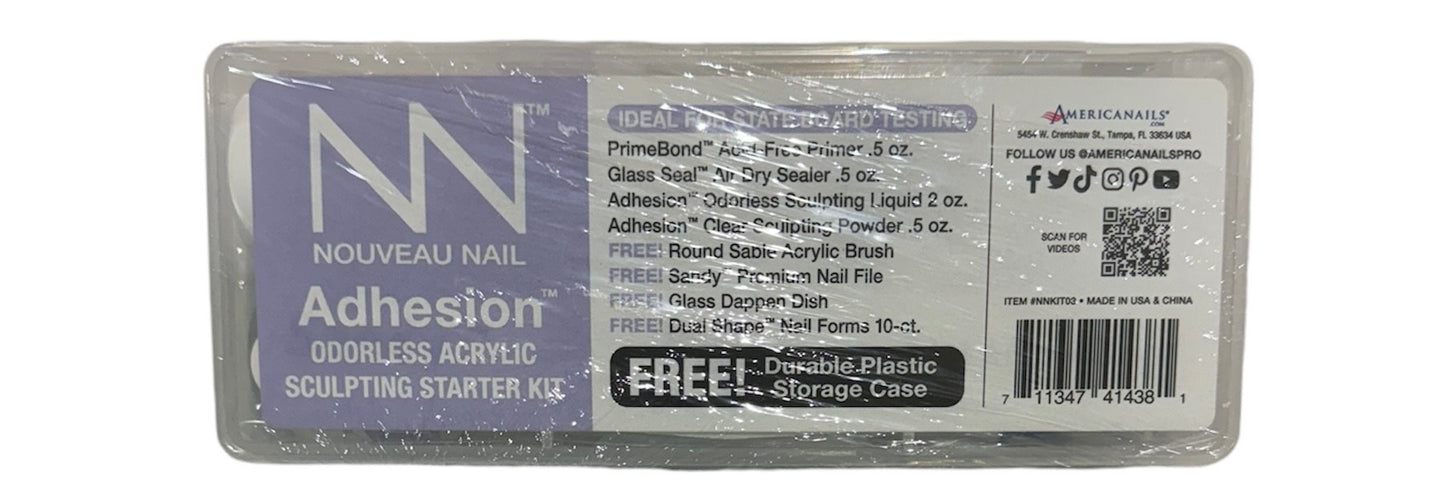 NN™
NOUVEAU NAIL
Adhesion™
ODORLESS ACRYLIC
SCULPTING STARTER KIT
IDEAL FOR STATE BOARD TESTING
PrimeBond™ Acid-Free Primer .5 oz.
Glass Seal™ Air Dry Sealer .5 oz.
Adhesion™ Odorless Sculpting Liquid 2 oz.
Adhesion™ Clear Sculpting Powder .5 oz.
FREE! Round Sable Acrylic Brush
FREE! Sandy™ Premium Nail File
FREE! Glass Dappen Dish
FREE! Dual Shape™ Nail Forms 10-ct.
FREE! Durable Plastic
Storage Case
AMERICANAILS®
.COM
5454 W. Crenshaw St., Tampa, FL 33634 USA
FOLLOW US @AMERICANAILSPRO
SCAN FOR
VIDEOS
ITEM #NNKIT03 • MADE IN USA & CHINA
7 11347 41438 1